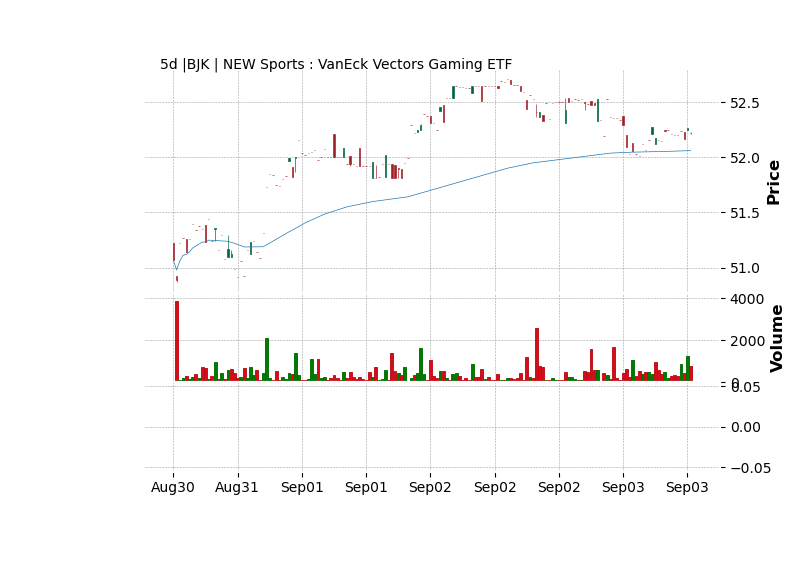 5d |BJK | NEW Sports : VanEck Vectors Gaming ETF
52.5
52.0
51.5
51.0
Price
4000
2000
0
Volume
0.05
0.00
−0.05
Aug30 Aug31 Sep01 Sep01 Sep02 Sep02 Sep02 Sep03 Sep03